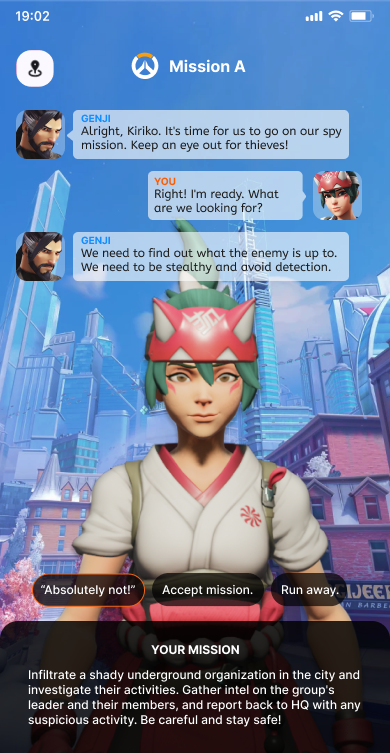 19:02
Mission A
GENJI
Alright, Kiriko. It's time for us to go on our spy
mission. Keep an eye out for thieves!
YOU
Right! I'm ready. What
are we looking for?
GENJI
We need to find out what the enemy is up to.
We need to be stealthy and avoid detection.
“Absolutely not!”
Accept mission.
Run away.
YOUR MISSION
Infiltrate a shady underground organization in the city and
investigate their activities. Gather intel on the group's
leader and their members, and report back to HQ with any
suspicious activity. Be careful and stay safe!